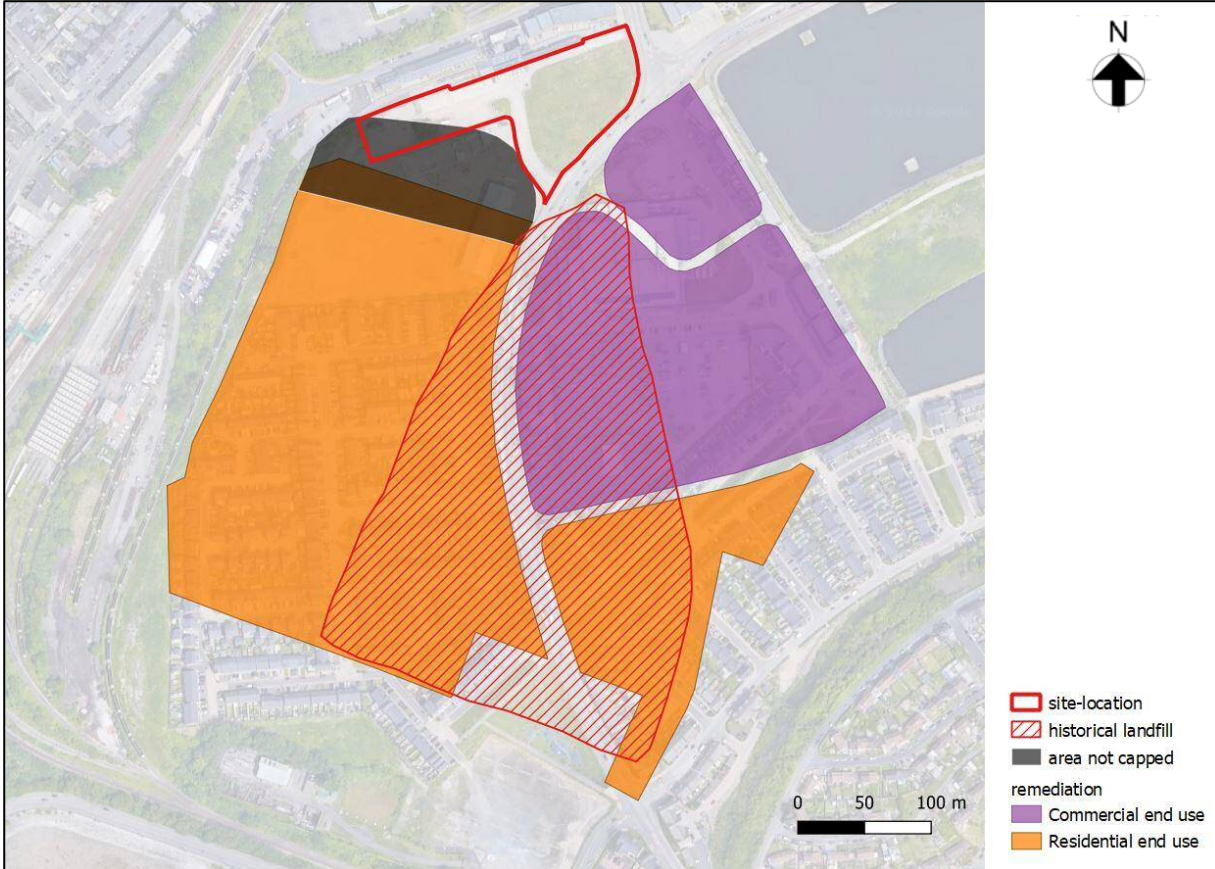 N
site-location
historical landfill
area not capped
remediation
Commercial end use
Residential end use
0 50 100 m